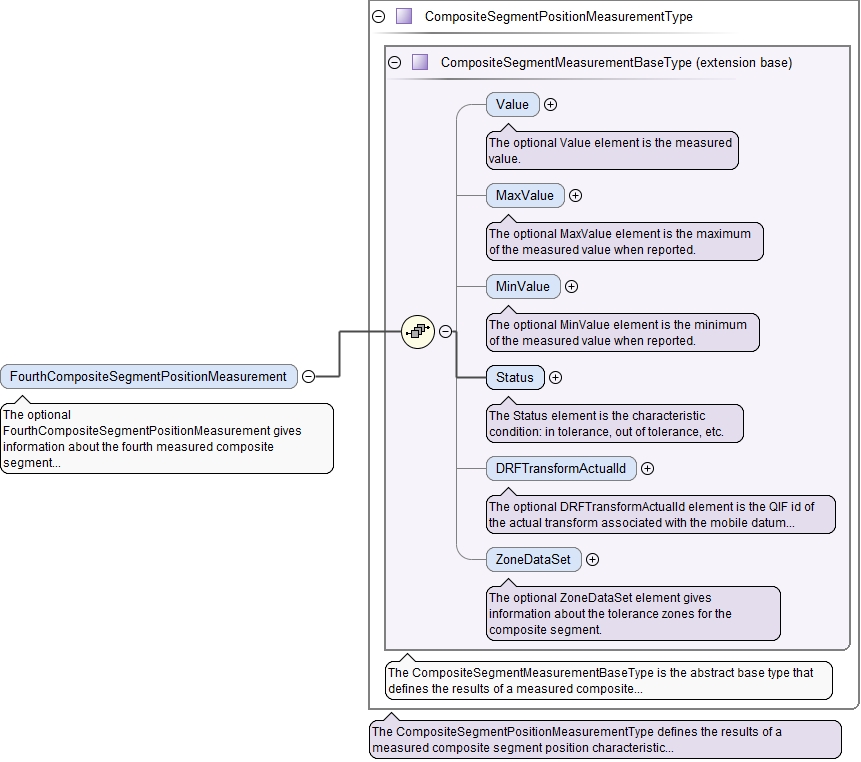 CompositeSegmentPositionMeasurementType
CompositeSegmentMeasurementBaseType (extension base)
Value
The optional Value element is the measured
value.
MaxValue
The optional MaxValue element is the maximum
of the measured value when reported.
MinValue
The optional MinValue element is the minimum
of the measured value when reported.
FourthCompositeSegmentPositionMeasurement
The optional
FourthCompositeSegmentPositionMeasurement gives
information about the fourth measured composite
segment...
Status
The Status element is the characteristic
condition: in tolerance, out of tolerance, etc.
DRFTransformActualId
The optional DRFTransformActualId element is the QIF id of
the actual transform associated with the mobile datum...
ZoneDataSet
The optional ZoneDataSet element gives
information about the tolerance zones for the
composite segment.
The CompositeSegmentMeasurementBaseType is the abstract base type that
defines the results of a measured composite...
The CompositeSegmentPositionMeasurementType defines the results of a
measured composite segment position characteristic...